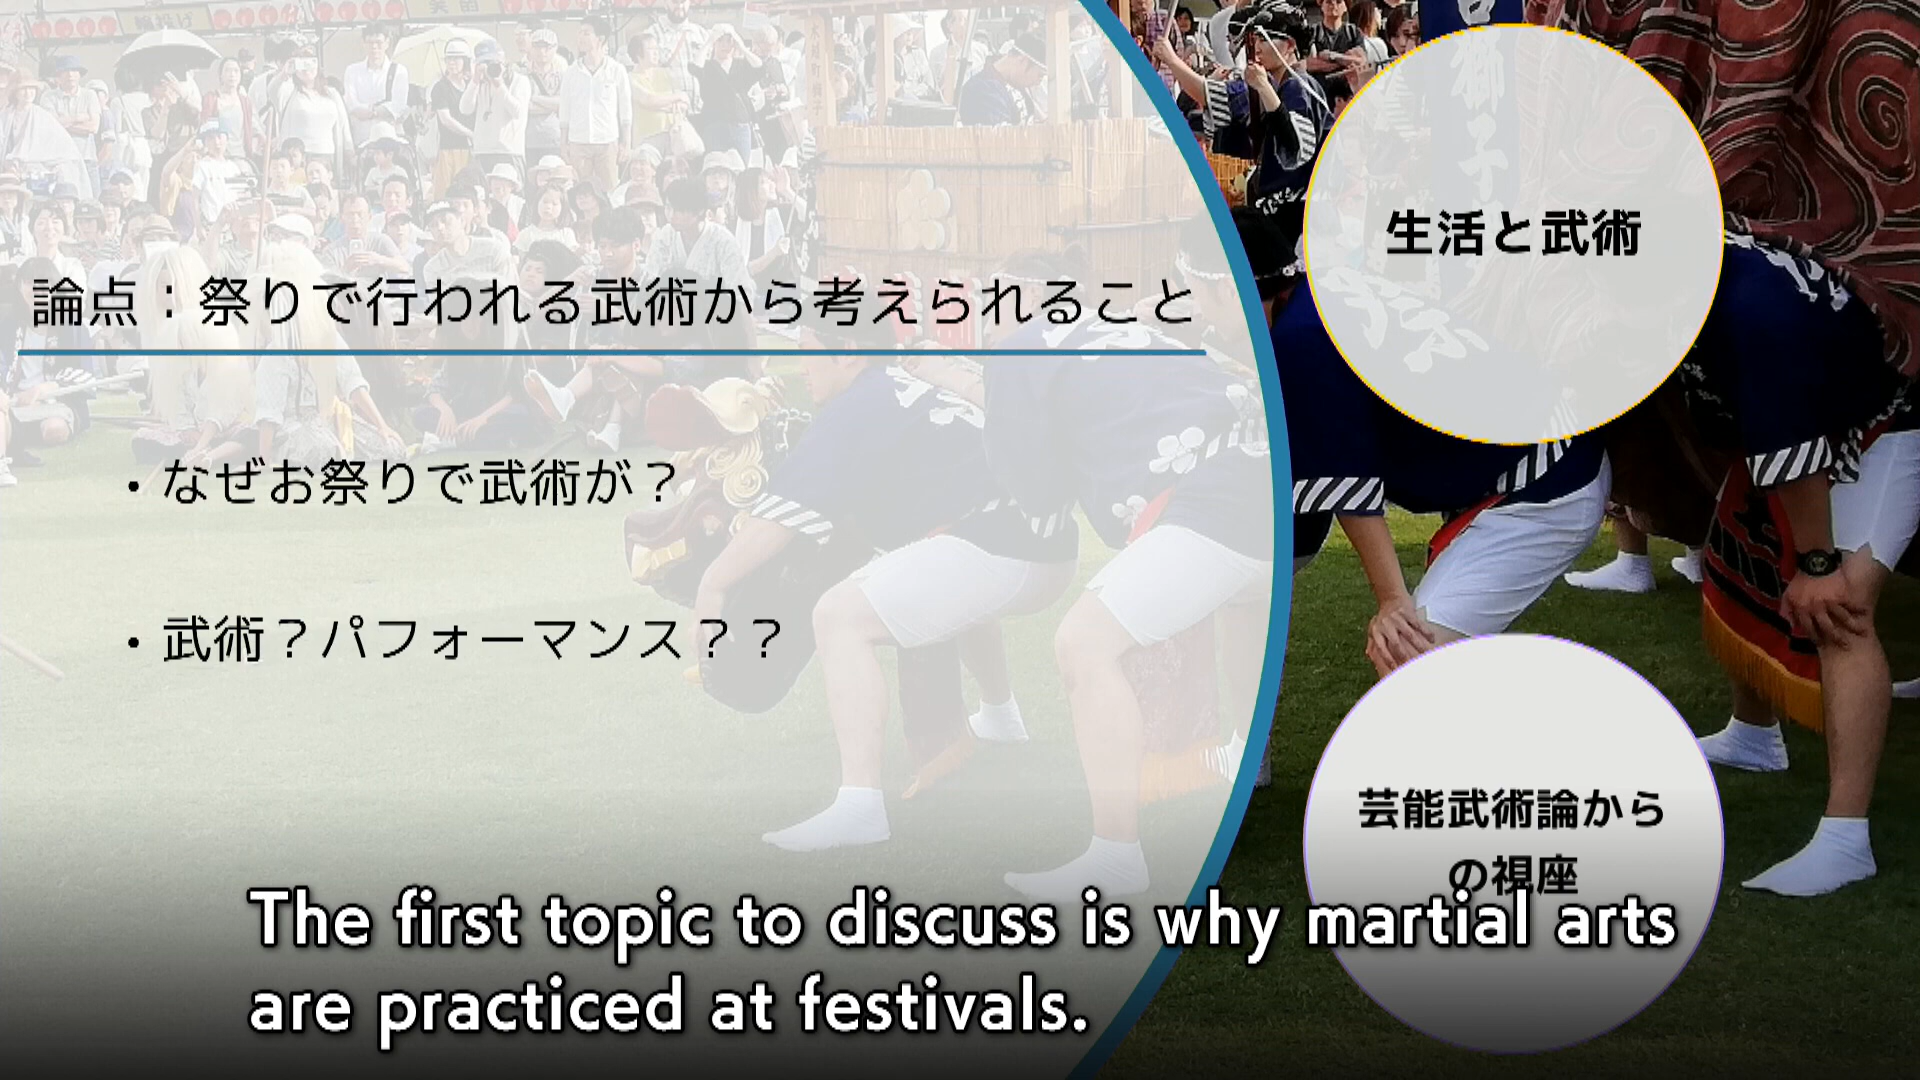 論点：祭りで行われる武術から考えられること
・なぜお祭りで武術が？
・武術？パフォーマンス？？
生活と武術
芸能武術論から
の視座
The first topic to discuss is why martial arts
are practiced at festivals.